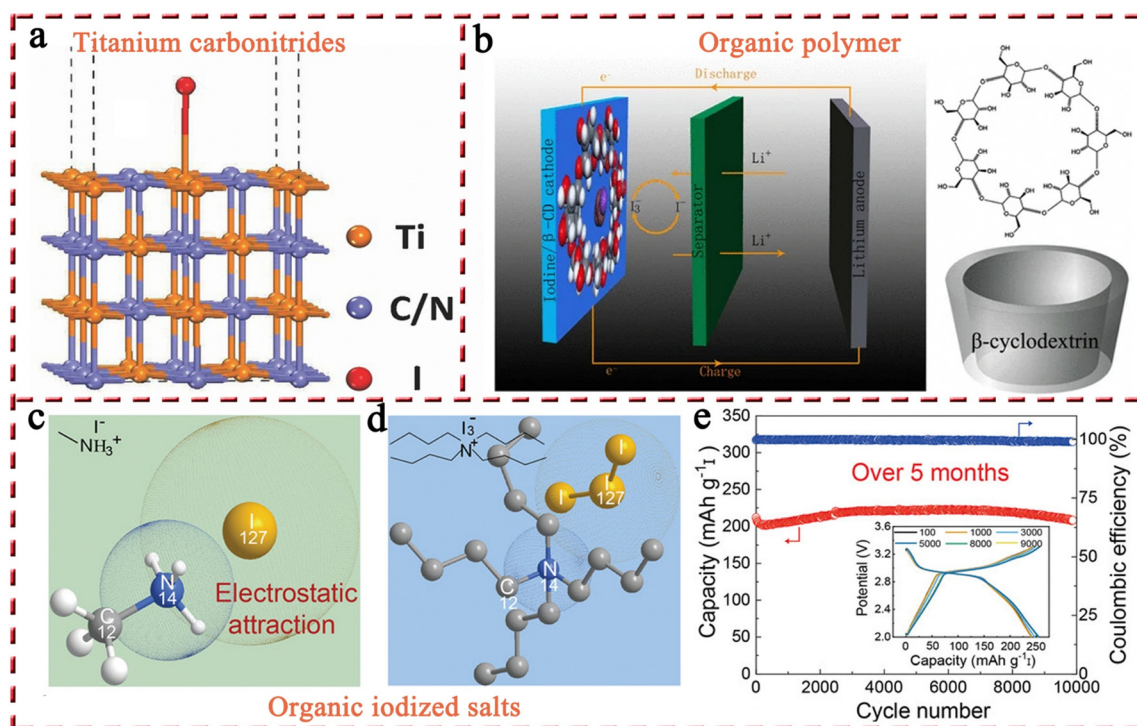 a
Titanium carbonitrides
Ti
C/N
I
b
Organic polymer
e-
Discharge
Iodine/β-CD cathode
I3-
I-
Li+
Separator
Li+
Lithium anode
e-
Charge
OH
HO
O
β-cyclodextrin
c
I-
NH3+
I
127
N
14
C
12
Electrostatic
attraction
d
I3-
N+
I
I
I
127
N
14
C
12
Organic iodized salts
e
350
300
250
200
150
100
50
0
Capacity (mAh g-1I)
Over 5 months
100
75
50
25
0
Coulombic efficiency (%)
100 1000 3000
5000 8000 9000
3.6
3.2
2.8
2.4
2.0
Potential (V)
0 50 100 150 200 250
Capacity (mAh g-1I)
0 2000 4000 6000 8000 10000
Cycle number